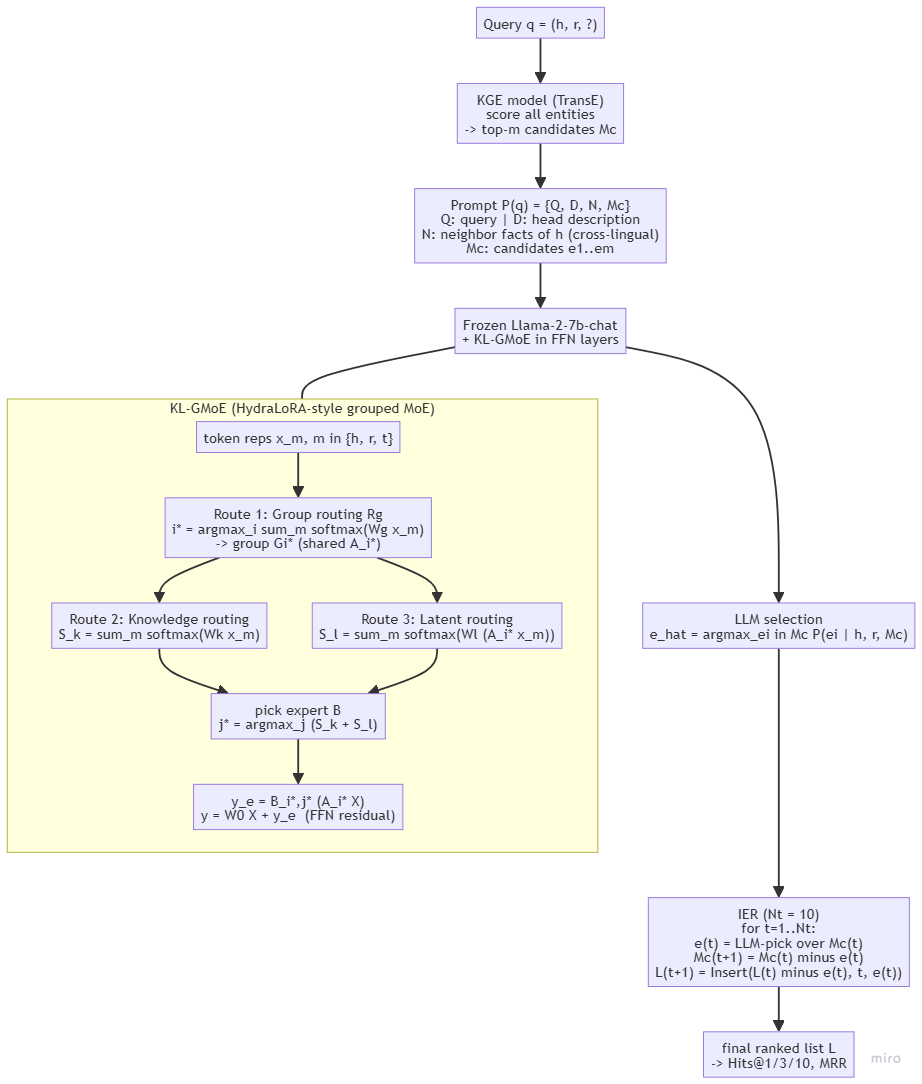 Query q = (h, r, ?)
KGE model (TransE)
score all entities
-> top-m candidates Mc
Prompt P(q) = {Q, D, N, Mc}
Q: query | D: head description
N: neighbor facts of h (cross-lingual)
Mc: candidates e1..em
Frozen Llama-2-7b-chat
+ KL-GMoE in FFN layers
KL-GMoE (HydraLoRA-style grouped MoE)
token reps x_m, m in {h, r, t}
Route 1: Group routing Rg
i* = argmax_i sum_m softmax(Wg x_m)
-> group Gi* (shared A_i*)
Route 2: Knowledge routing
S_k = sum_m softmax(Wk x_m)
Route 3: Latent routing
S_l = sum_m softmax(Wl (A_i* x_m))
pick expert B
j* = argmax_j (S_k + S_l)
y_e = B_i*,j* (A_i* X)
y = W0 X + y_e (FFN residual)
LLM selection
e_hat = argmax_ei in Mc P(ei | h, r, Mc)
IER (Nt = 10)
for t=1..Nt:
e(t) = LLM-pick over Mc(t)
Mc(t+1) = Mc(t) minus e(t)
L(t+1) = Insert(L(t) minus e(t), t, e(t))
final ranked list L
-> Hits@1/3/10, MRR
miro